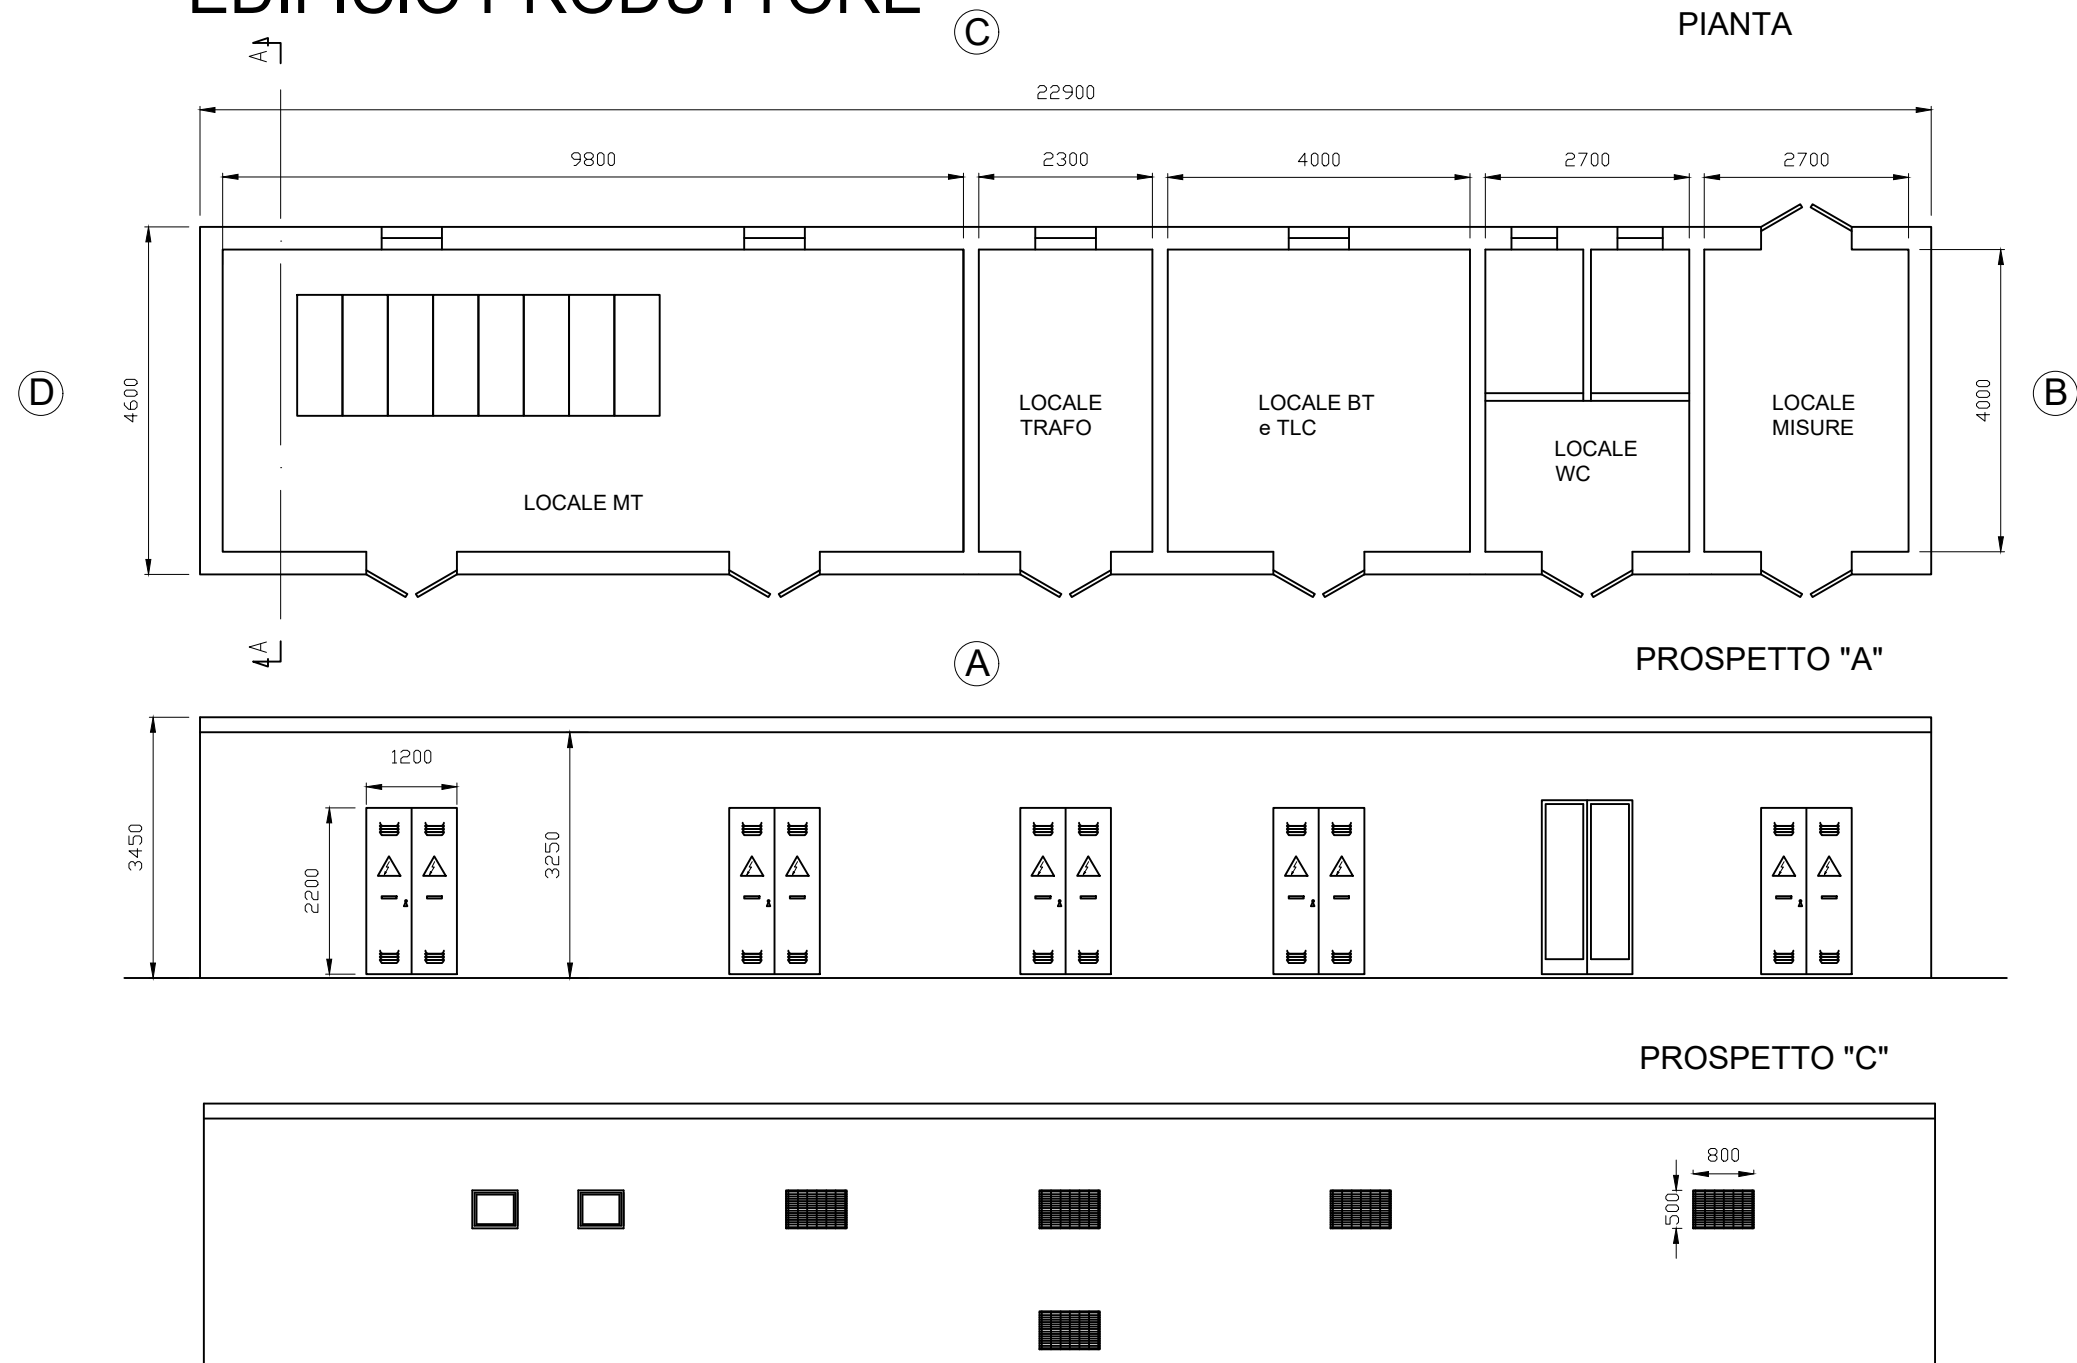 EDIFICIO PRODUTTORE
C
PIANTA
A
22900
9800
2300
4000
2700
2700
D
4600
LOCALE
TRAFO
LOCALE BT
e TLC
LOCALE
MISURE
4000
B
LOCALE
WC
LOCALE MT
A
A
PROSPETTO "A"
1200
3450
2200
3250
PROSPETTO "C"
800
500